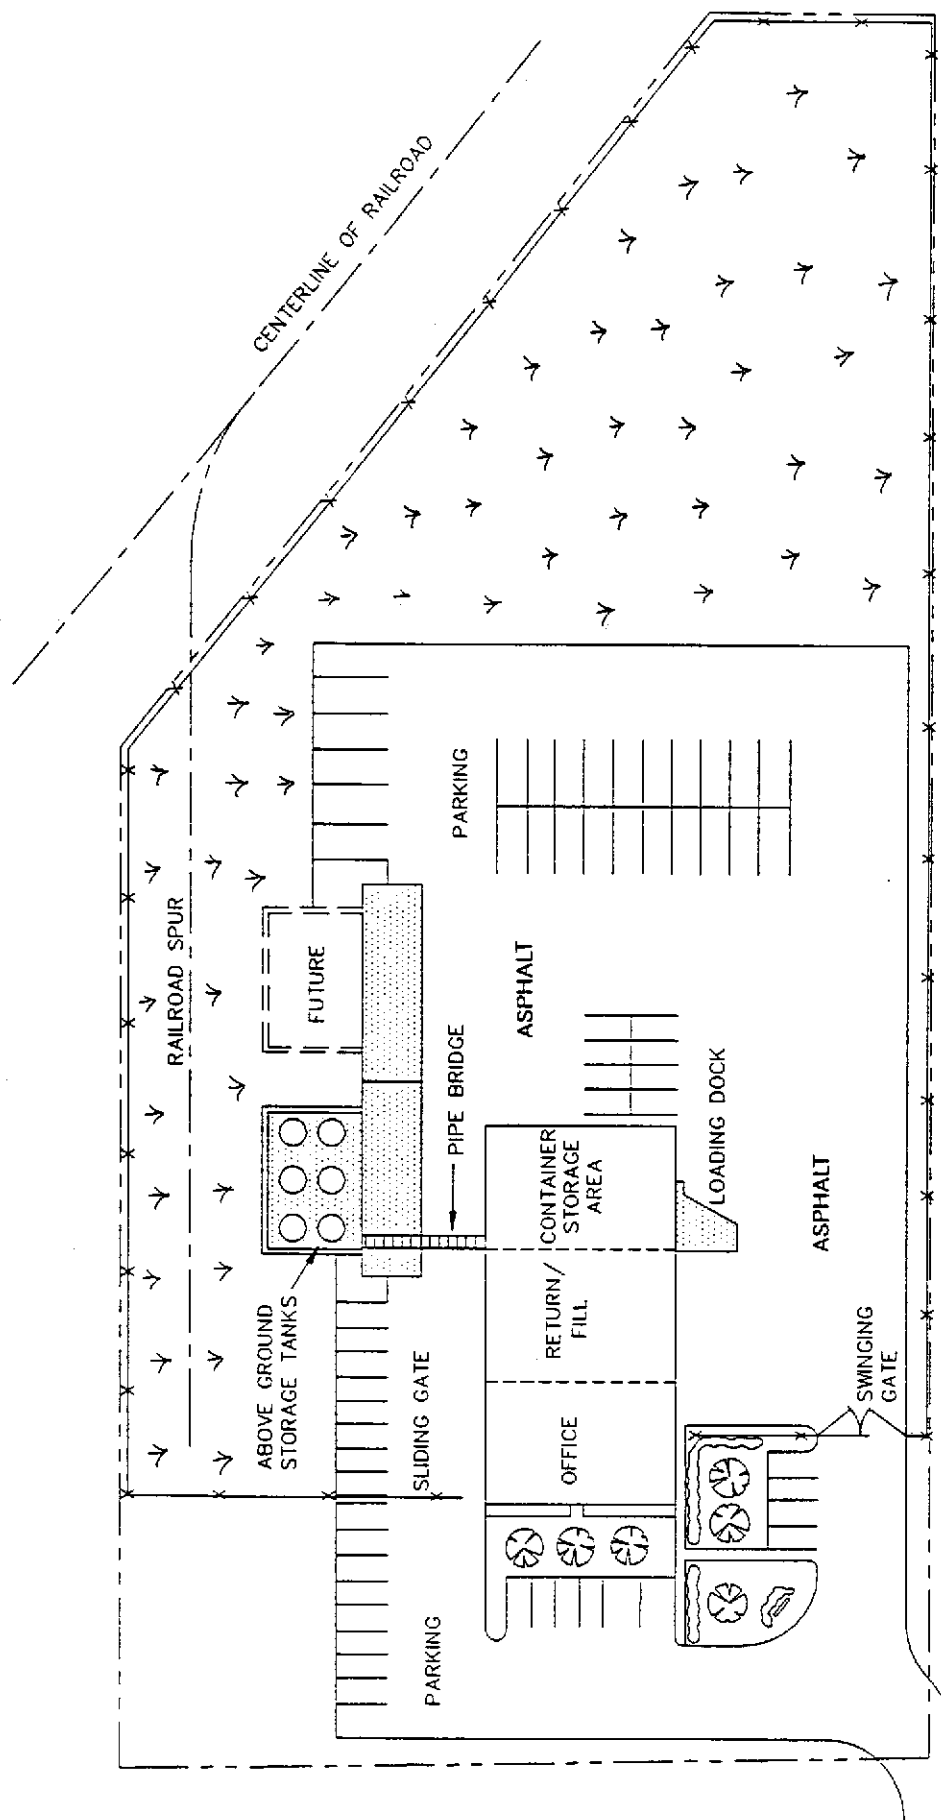 CENTERLINE OF RAILROAD
RAILROAD SPUR
FUTURE
PARKING
ASPHALT
PIPE BRIDGE
ABOVE GROUND
STORAGE TANKS
CONTAINER
STORAGE
AREA
RETURN/
FILL
OFFICE
LOADING DOCK
ASPHALT
SLIDING GATE
SWINGING
GATE
PARKING